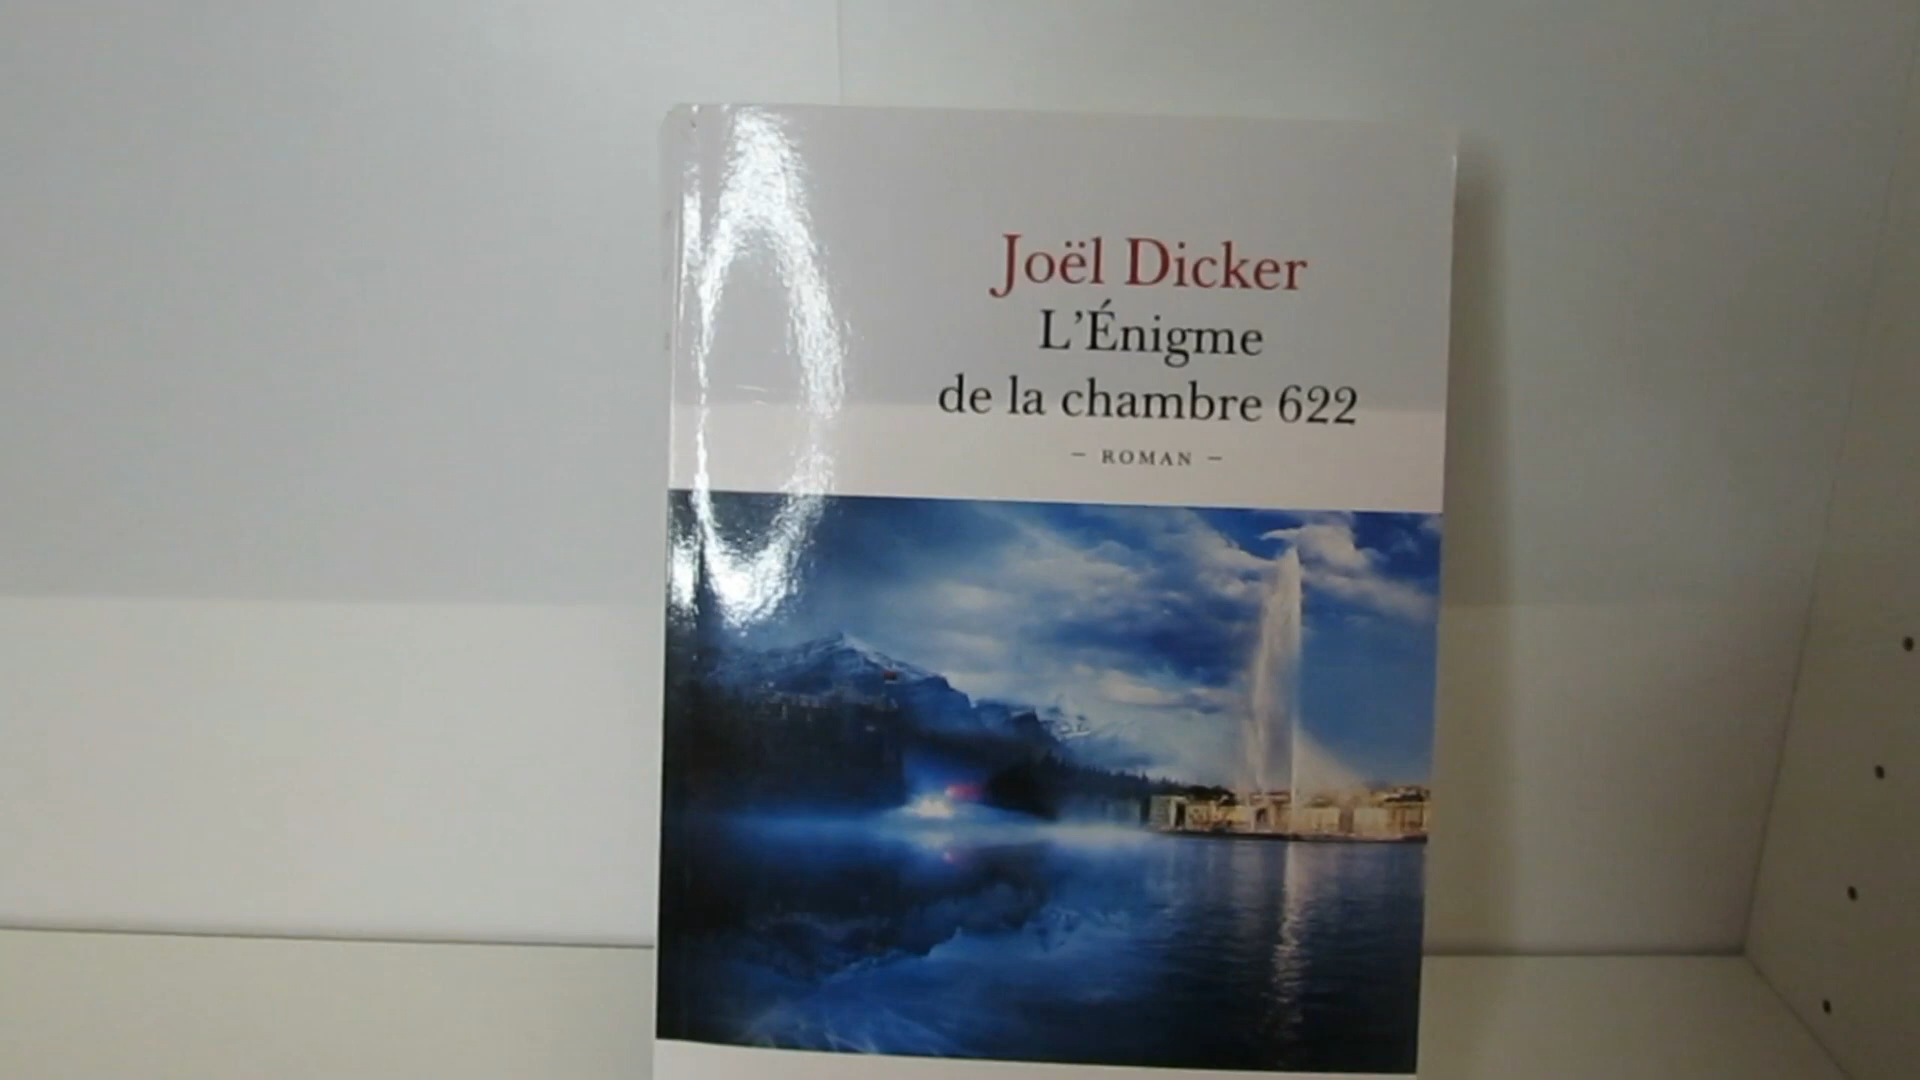 Joël Dicker
L’Énigme
de la chambre 622
– ROMAN –